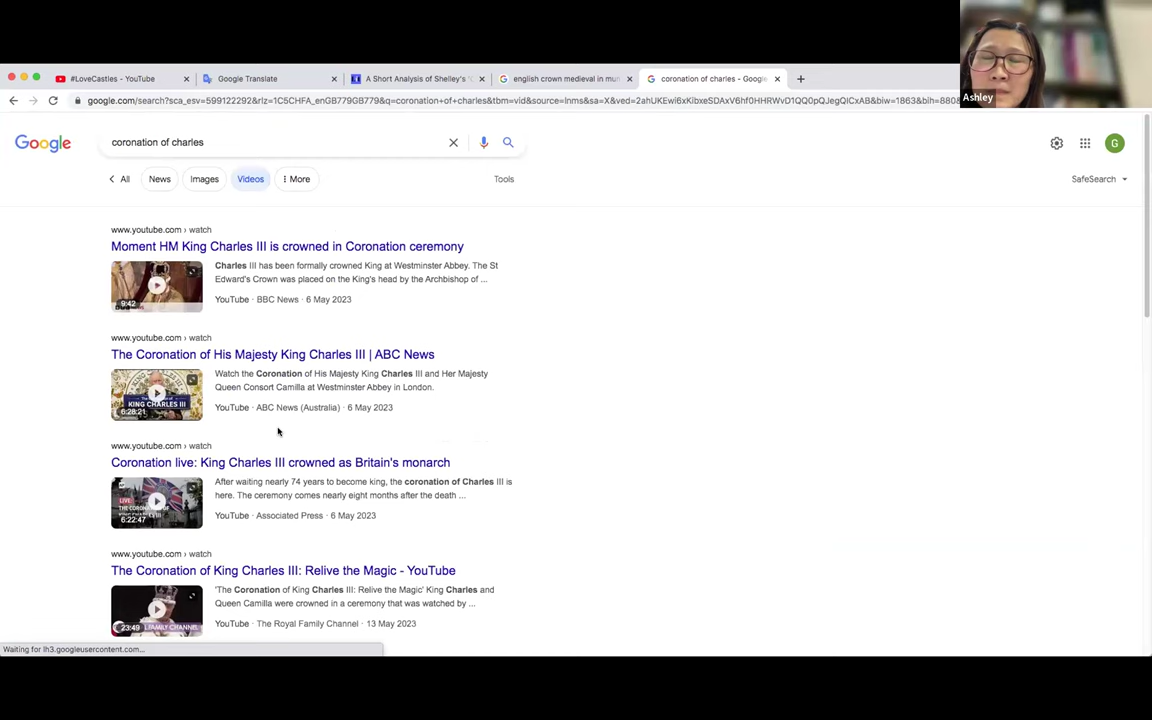 #LoveCastles - YouTube
Google Translate
A Short Analysis of Shelley's '
english crown medieval in mu
coronation of charles - Goog
google.com/search?sca_esv=599122292&rlz=1C5CHFA_enGB779GB779&q=coronation+of+charles&tbm=vid&source=lnms&sa=X&ved=2ahUKEwi6xKibxeSDAxV6hf0HHRWvD1QQ0pQJegQICxAB&biw=1863&bih=880
Ashley
Google
coronation of charles
G
All
News
Images
Videos
More
Tools
SafeSearch
www.youtube.com › watch
Moment HM King Charles III is crowned in Coronation ceremony
Charles III has been formally crowned King at Westminster Abbey. The St
Edward's Crown was placed on the King's head by the Archbishop of ...
9:42
YouTube · BBC News · 6 May 2023
www.youtube.com › watch
The Coronation of His Majesty King Charles III | ABC News
Watch the Coronation of His Majesty King Charles III and Her Majesty
Queen Consort Camilla at Westminster Abbey in London.
KING CHARLES III
6:28:21
YouTube · ABC News (Australia) · 6 May 2023
www.youtube.com › watch
Coronation live: King Charles III crowned as Britain's monarch
After waiting nearly 74 years to become king, the coronation of Charles III is
here. The ceremony comes nearly eight months after the death ...
LIVE
6:22:47
YouTube · Associated Press · 6 May 2023
www.youtube.com › watch
The Coronation of King Charles III: Relive the Magic - YouTube
'The Coronation of King Charles III: Relive the Magic' King Charles and
Queen Camilla were crowned in a ceremony that was watched by ...
23:49
FAMILY CHANNEL
YouTube · The Royal Family Channel · 13 May 2023
Waiting for lh3.googleusercontent.com...